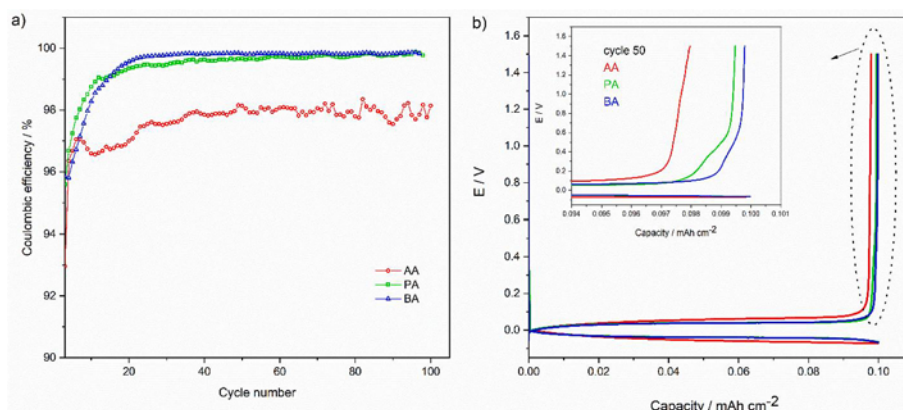 a)
100
98
96
94
92
90
Coulombic efficiency / %
AA
PA
BA
20
40
60
80
100
Cycle number
b)
1.6
1.4
1.2
1.0
0.8
0.6
0.4
0.2
0.0
E / V
0.00
0.02
0.04
0.06
0.08
0.10
Capacity / mAh cm-2
cycle 50
AA
PA
BA
1.6
1.4
1.2
1.0
0.8
0.6
0.4
0.2
0.0
E / V
0.094
0.095
0.096
0.097
0.098
0.099
0.100
0.101
Capacity / mAh cm-2